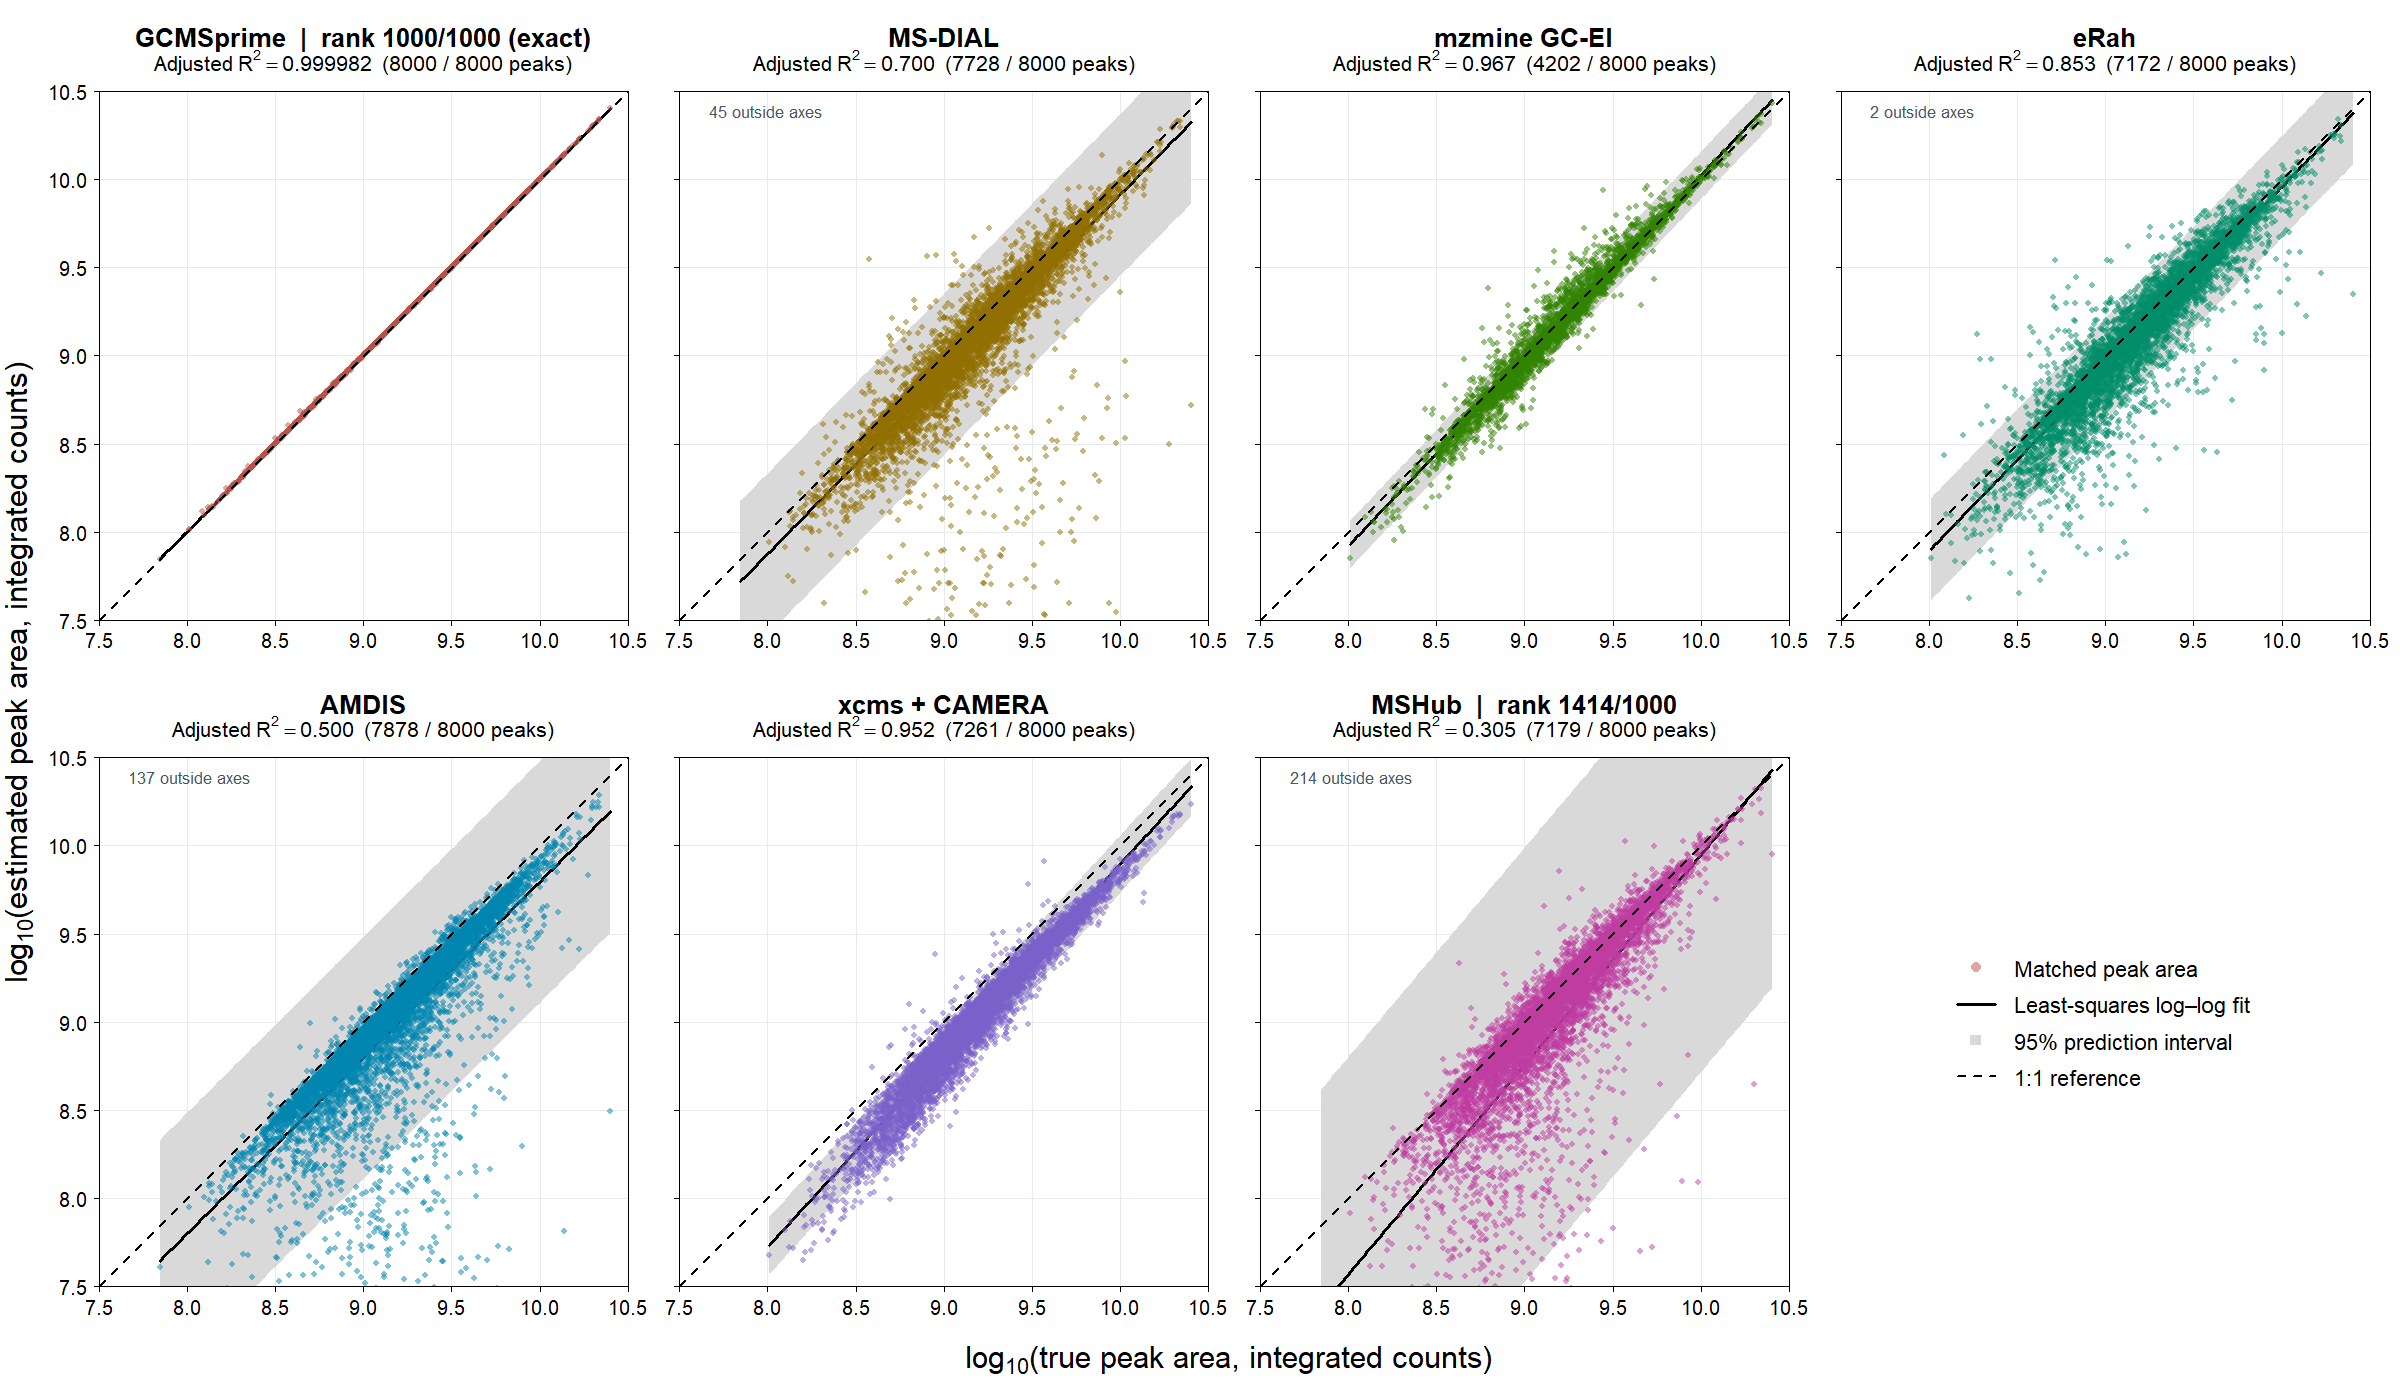 GCMSprime | rank 1000/1000 (exact)
Adjusted R² = 0.999982 (8000 / 8000 peaks)
MS-DIAL
Adjusted R² = 0.700 (7728 / 8000 peaks)
mzmine GC-EI
Adjusted R² = 0.967 (4202 / 8000 peaks)
eRah
Adjusted R² = 0.853 (7172 / 8000 peaks)
45 outside axes
2 outside axes
10.5
10.0
9.5
9.0
8.5
8.0
7.5
7.5 8.0 8.5 9.0 9.5 10.0 10.5
7.5 8.0 8.5 9.0 9.5 10.0 10.5
7.5 8.0 8.5 9.0 9.5 10.0 10.5
7.5 8.0 8.5 9.0 9.5 10.0 10.5
log₁₀(estimated peak area, integrated counts)
AMDIS
Adjusted R² = 0.500 (7878 / 8000 peaks)
xcms + CAMERA
Adjusted R² = 0.952 (7261 / 8000 peaks)
MSHub | rank 1414/1000
Adjusted R² = 0.305 (7179 / 8000 peaks)
137 outside axes
214 outside axes
10.5
10.0
9.5
9.0
8.5
8.0
7.5
7.5 8.0 8.5 9.0 9.5 10.0 10.5
7.5 8.0 8.5 9.0 9.5 10.0 10.5
7.5 8.0 8.5 9.0 9.5 10.0 10.5
Matched peak area
Least-squares log–log fit
95% prediction interval
1:1 reference
log₁₀(true peak area, integrated counts)